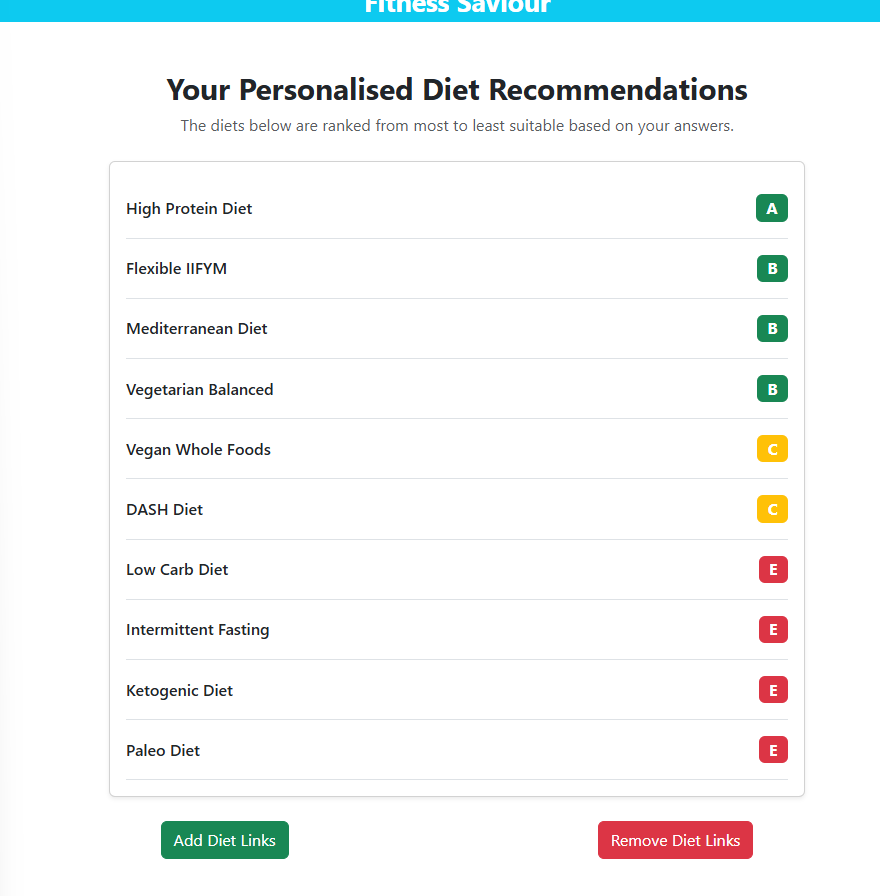 Fitness Saviour
Your Personalised Diet Recommendations
The diets below are ranked from most to least suitable based on your answers.
High Protein Diet A
Flexible IIFYM B
Mediterranean Diet B
Vegetarian Balanced B
Vegan Whole Foods C
DASH Diet C
Low Carb Diet E
Intermittent Fasting E
Ketogenic Diet E
Paleo Diet E
Add Diet Links Remove Diet Links